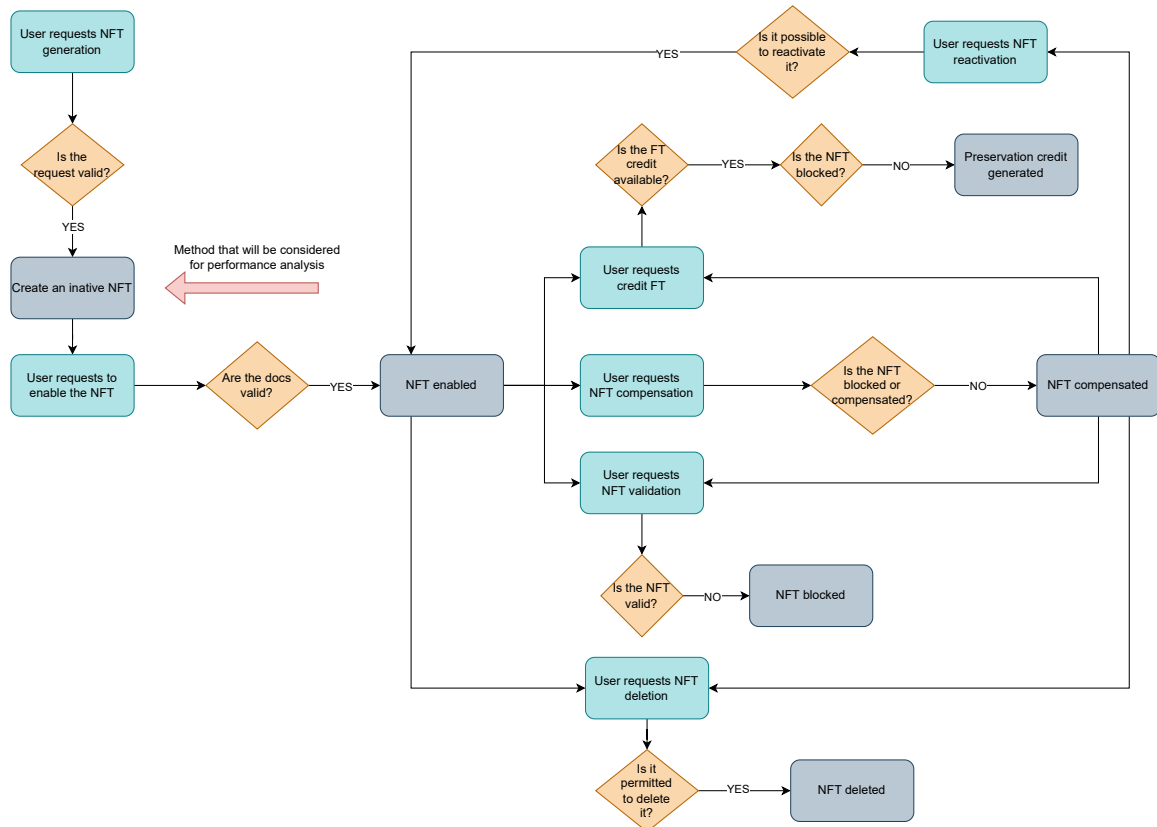 User requests NFT
generation
Is the
request valid?
YES
Create an inative NFT
Method that will be considered
for performance analysis
User requests to
enable the NFT
Are the docs
valid?
YES
NFT enabled
Is it possible
to reactivate
it?
YES
User requests NFT
reactivation
Is the FT
credit
available?
YES
Is the NFT
blocked?
NO
Preservation credit
generated
User requests
credit FT
User requests
NFT compensation
Is the NFT
blocked or
compensated?
NO
NFT compensated
User requests
NFT validation
Is the NFT
valid?
NO
NFT blocked
User requests NFT
deletion
Is it
permitted
to delete
it?
YES
NFT deleted